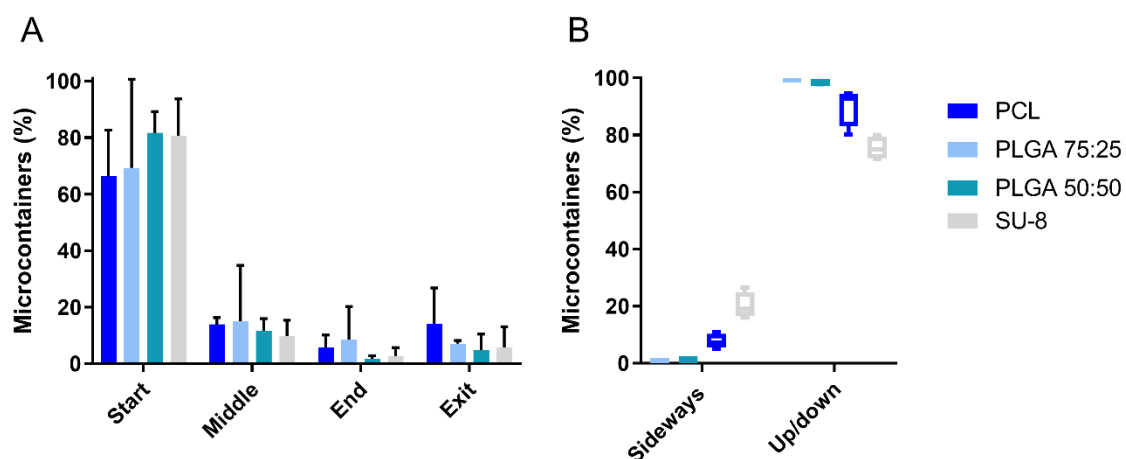 A
Microcontainers (%)
100
80
60
40
20
0
Start
Middle
End
Exit
B
Microcontainers (%)
100
80
60
40
20
0
Sideways
Up/down
PCL
PLGA 75:25
PLGA 50:50
SU-8